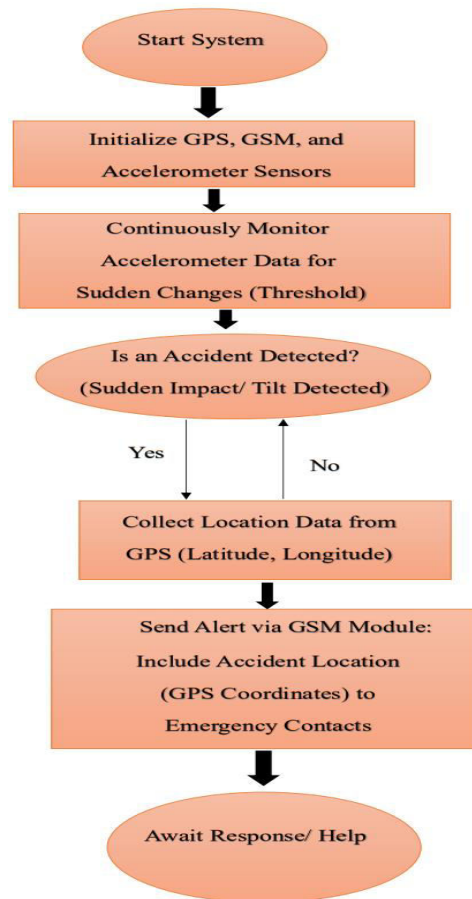 Start System
Initialize GPS, GSM, and
Accelerometer Sensors
Continuously Monitor
Accelerometer Data for
Sudden Changes (Threshold)
Is an Accident Detected?
(Sudden Impact/ Tilt Detected)
Yes
No
Collect Location Data from
GPS (Latitude, Longitude)
Send Alert via GSM Module:
Include Accident Location
(GPS Coordinates) to
Emergency Contacts
Await Response/ Help